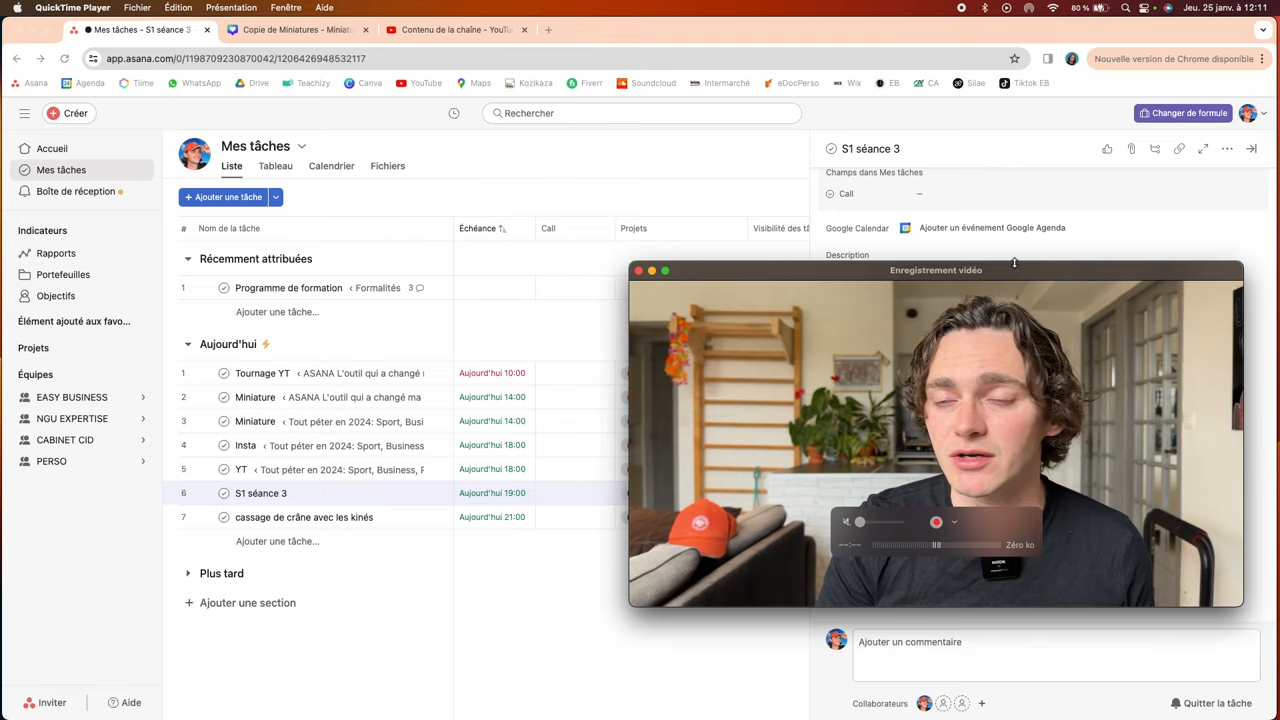 QuickTime Player Fichier Édition Présentation Fenêtre Aide 80 % Jeu. 25 janv. à 12:11
Mes tâches - S1 séance 3 Copie de Miniatures - Miniatu Contenu de la chaîne - YouTu
app.asana.com/0/1198709230870042/1206426948532117 Nouvelle version de Chrome disponible
Asana Agenda Tiime WhatsApp Drive Teachizy Canva YouTube Maps Kozikaza Fiverr Soundcloud Intermarché eDocPerso Wix EB CA Silae Tiktok EB
Créer Rechercher Changer de formule
Accueil
Mes tâches
Boîte de réception
Indicateurs
Rapports
Portefeuilles
Objectifs
Élément ajouté aux favo...
Projets
Équipes
EASY BUSINESS
NGU EXPERTISE
CABINET CID
PERSO
Inviter Aide
Mes tâches
Liste Tableau Calendrier Fichiers
+ Ajouter une tâche
# Nom de la tâche Échéance Call Projets Visibilité des tâ
Récemment attribuées
1 Programme de formation ‹ Formalités 3
Ajouter une tâche...
Aujourd'hui
1 Tournage YT ‹ ASANA L'outil qui a changé Aujourd'hui 10:00
2 Miniature ‹ ASANA L'outil qui a changé ma Aujourd'hui 14:00
3 Miniature ‹ Tout péter en 2024: Sport, Busi Aujourd'hui 14:00
4 Insta ‹ Tout péter en 2024: Sport, Business Aujourd'hui 18:00
5 YT ‹ Tout péter en 2024: Sport, Business, F Aujourd'hui 18:00
6 S1 séance 3 Aujourd'hui 19:00
7 cassage de crâne avec les kinés Aujourd'hui 21:00
Ajouter une tâche...
Plus tard
+ Ajouter une section
S1 séance 3
Champs dans Mes tâches
Call —
Google Calendar Ajouter un événement Google Agenda
Description
Enregistrement vidéo
--:-- Zéro ko
Ajouter un commentaire
Collaborateurs + Quitter la tâche